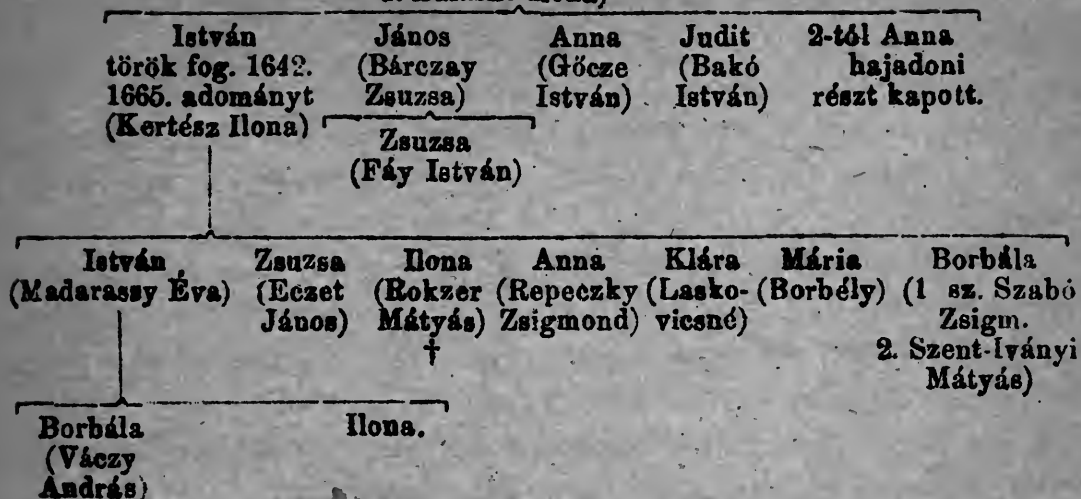 István János Anna Judit 2-tól Anna
török fog. 1642. (Bárczay (Gőcze (Bakó hajadoni
1665. adományt Zsuzsa) István) István) részt kapott.
(Kertész Ilona)
Zsuzsa
(Fáy István)
István Zsuzsa Ilona Anna Klára Mária Borbála
(Madarassy Éva) (Eczet (Rokzer (Repeczky (Lasko- (Borbély) (1 sz. Szabó
János) Mátyás) Zsigmond) vicsné) Zsigm.
† 2. Szent-Iványi
Mátyás)
Borbála Ilona.
(Váczy
András)